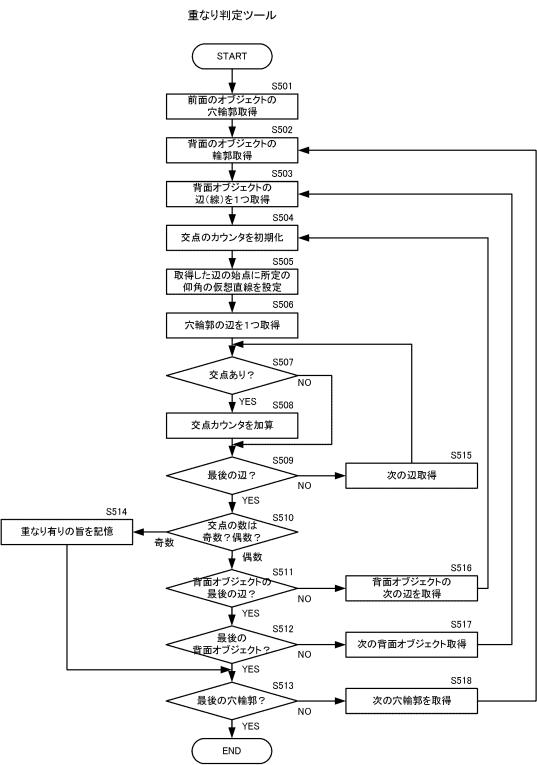 重なり判定ツール
START
S501
前面のオブジェクトの
穴輪郭取得
S502
背面のオブジェクトの
輪郭取得
S503
背面オブジェクトの
辺(線)を1つ取得
S504
交点のカウンタを初期化
S505
取得した辺の始点に所定の
仰角の仮想直線を設定
S506
穴輪郭の辺を1つ取得
S507
交点あり?
NO
YES
S508
交点カウンタを加算
S509
最後の辺?
NO
YES
S515
次の辺取得
S510
交点の数は
奇数?偶数?
奇数
偶数
S514
重なり有りの旨を記憶
S511
背面オブジェクトの
最後の辺?
NO
YES
S516
背面オブジェクトの
次の辺を取得
S512
最後の
背面オブジェクト?
NO
YES
S517
次の背面オブジェクト取得
S513
最後の穴輪郭?
NO
YES
S518
次の穴輪郭を取得
END